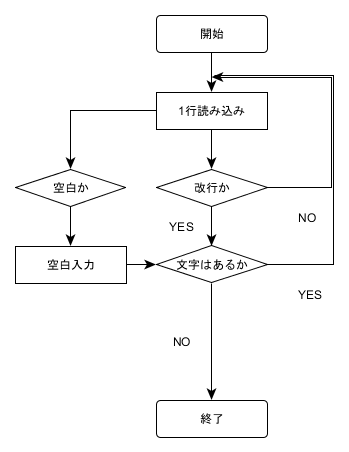 開始
1行読み込み
空白か
改行か
NO
YES
空白入力
文字はあるか
YES
NO
終了